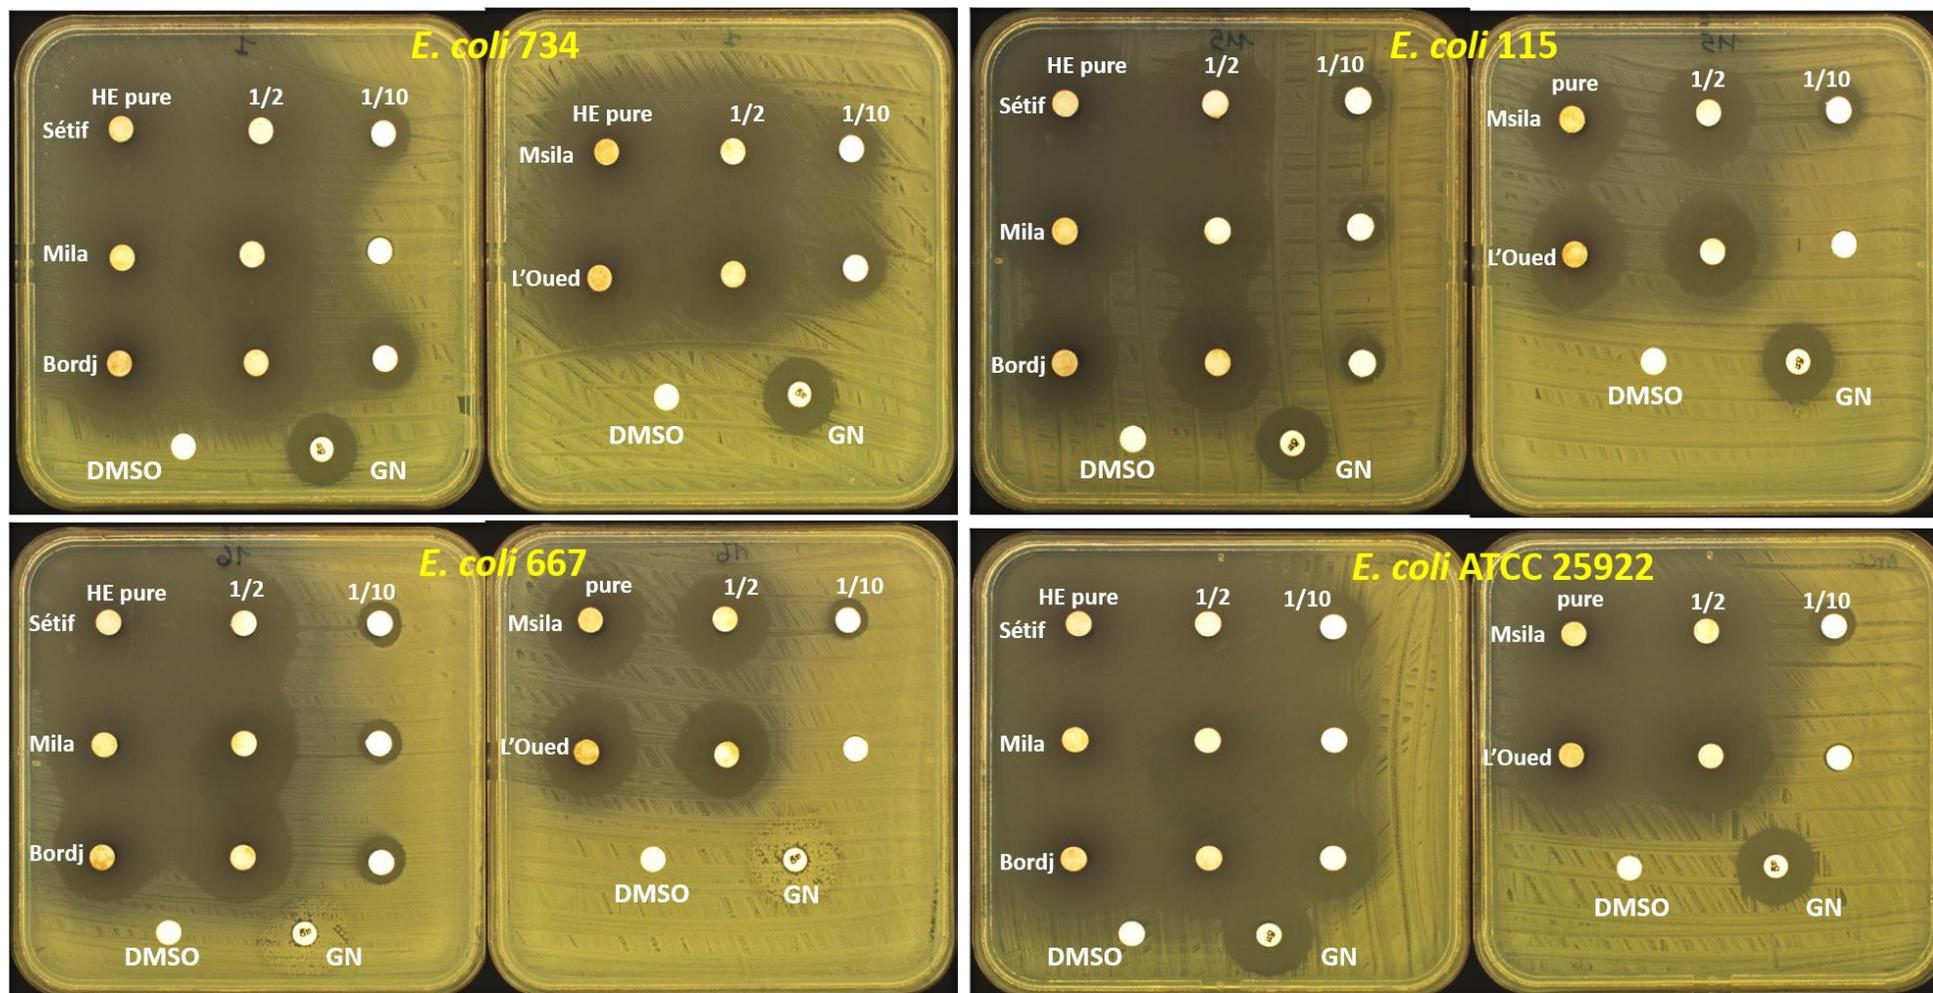 E. coli 734
HE pure 1/2 1/10
Sétif
Mila
Bordj
DMSO GN
HE pure 1/2 1/10
Msila
L'Oued
DMSO GN
E. coli 115
HE pure 1/2 1/10
Sétif
Mila
Bordj
DMSO GN
pure 1/2 1/10
Msila
L'Oued
DMSO GN
E. coli 667
HE pure 1/2 1/10
Sétif
Mila
Bordj
DMSO GN
pure 1/2 1/10
Msila
L'Oued
DMSO GN
E. coli ATCC 25922
HE pure 1/2 1/10
Sétif
Mila
Bordj
DMSO GN
pure 1/2 1/10
Msila
L'Oued
DMSO GN